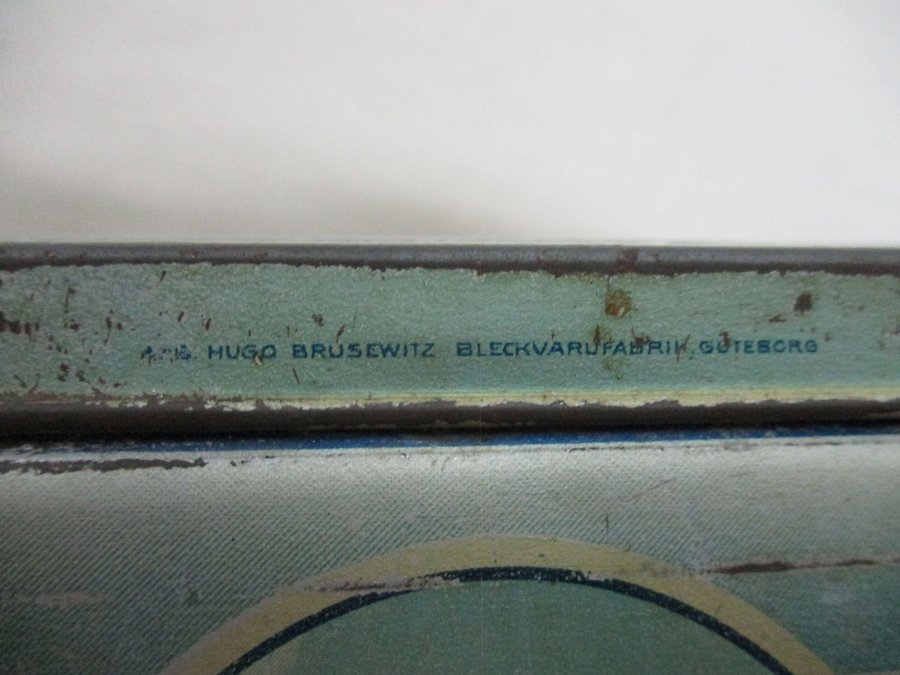 A.-B. HUGO BRUSEWITZ BLECKVARUFABRIK, GÖTEBORG